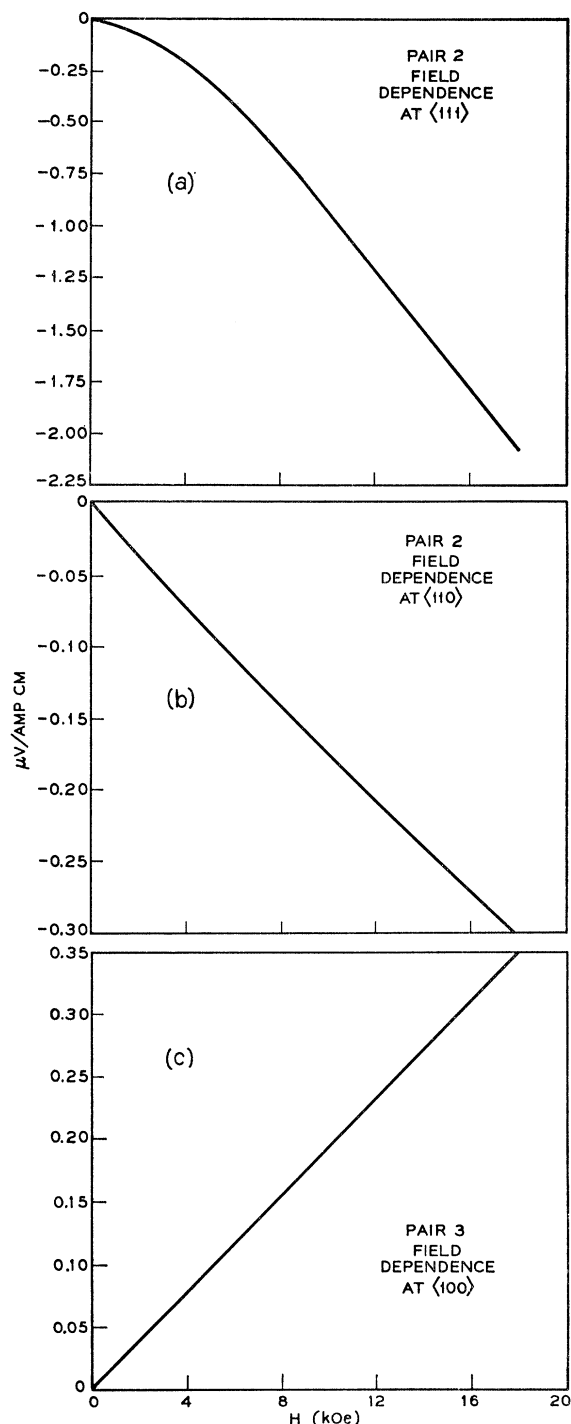 0
-0.25
-0.50
-0.75
-1.00
-1.25
-1.50
-1.75
-2.00
-2.25
PAIR 2
FIELD
DEPENDENCE
AT ⟨111⟩
(a)
0
-0.05
-0.10
-0.15
-0.20
-0.25
-0.30
PAIR 2
FIELD
DEPENDENCE
AT ⟨110⟩
(b)
μV/AMP CM
0.35
0.30
0.25
0.20
0.15
0.10
0.05
0
(c)
PAIR 3
FIELD
DEPENDENCE
AT ⟨100⟩
0 4 8 12 16 20
H (kOe)